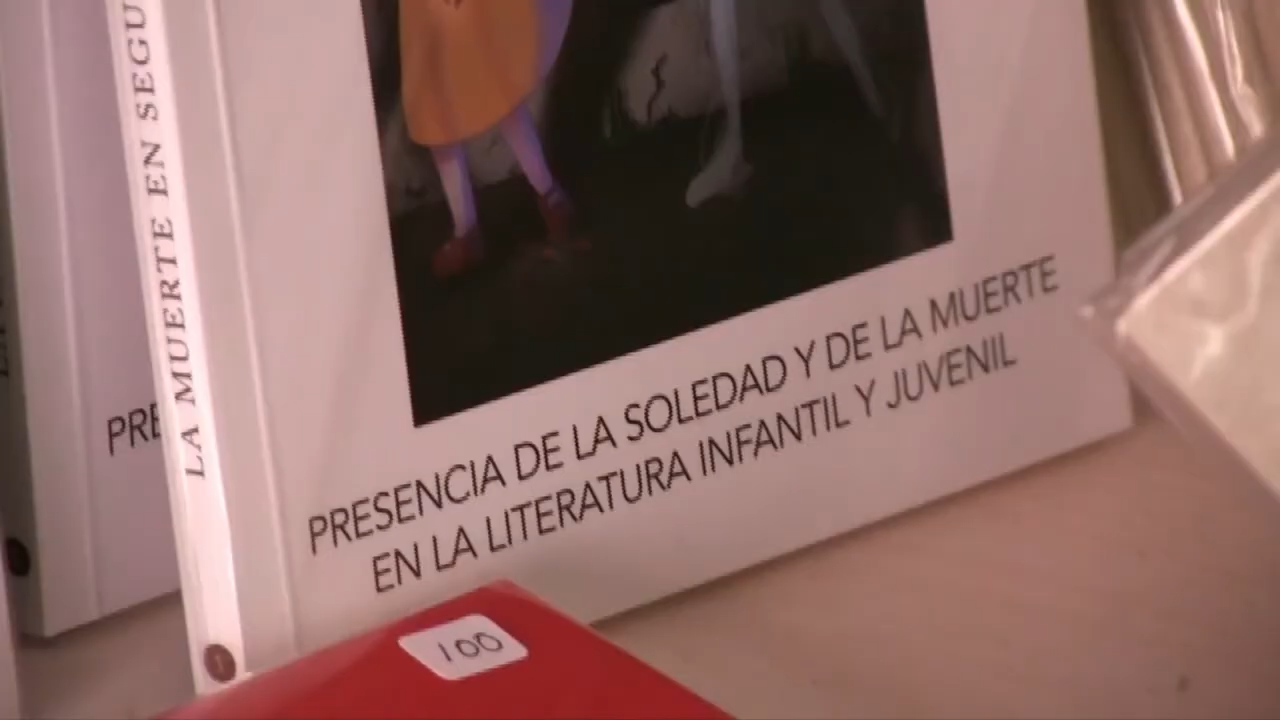 LA MUERTE EN SEGU
PRE
PRESENCIA DE LA SOLEDAD Y DE LA MUERTE
EN LA LITERATURA INFANTIL Y JUVENIL
100